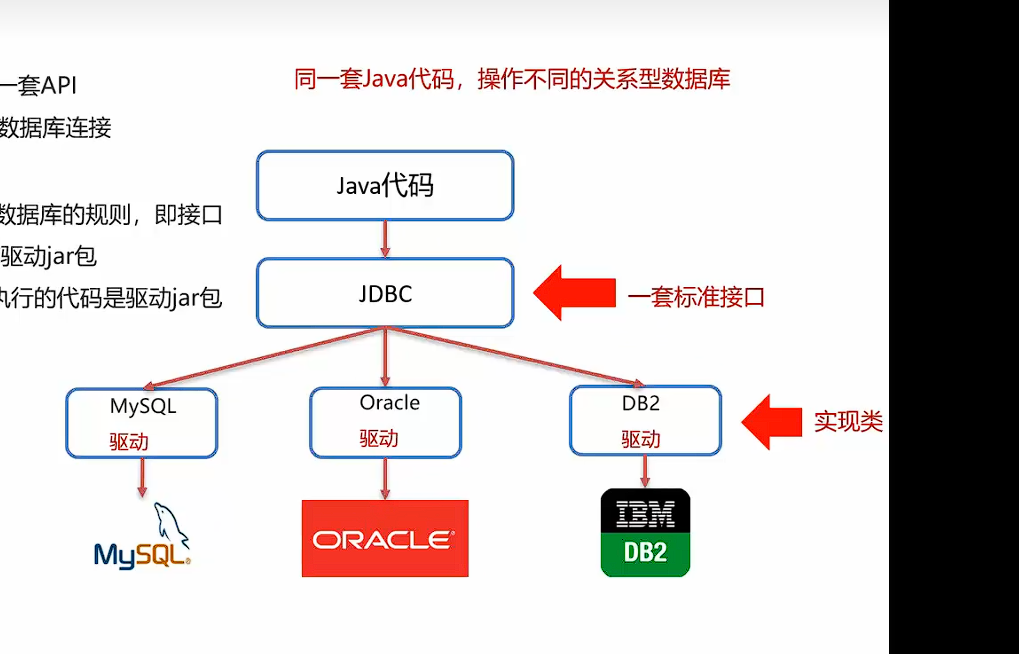 一套API
数据库连接
数据库的规则，即接口
驱动jar包
执行的代码是驱动jar包
同一套Java代码，操作不同的关系型数据库
Java代码
JDBC
一套标准接口
MySQL
驱动
Oracle
驱动
DB2
驱动
实现类
MySQL®
ORACLE®
IBM
DB2